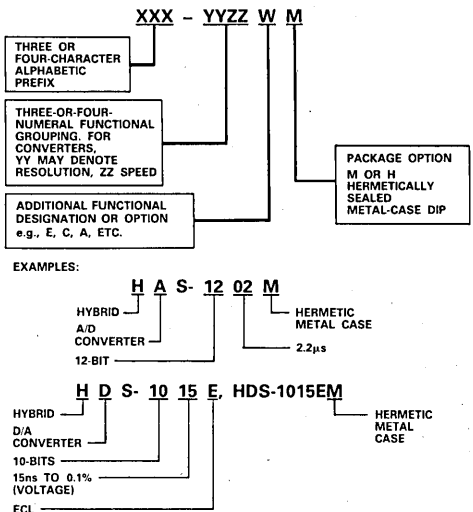 XXX - YYZZ W M
THREE OR
FOUR-CHARACTER
ALPHABETIC
PREFIX
THREE-OR-FOUR-
NUMERAL FUNCTIONAL
GROUPING. FOR
CONVERTERS,
YY MAY DENOTE
RESOLUTION, ZZ SPEED
PACKAGE OPTION
M OR H
HERMETICALLY
SEALED
METAL-CASE DIP
ADDITIONAL FUNCTIONAL
DESIGNATION OR OPTION
e.g., E, C, A, ETC.
EXAMPLES:
H A S- 12 02 M
HYBRID
A/D
CONVERTER
12-BIT
HERMETIC
METAL CASE
2.2μs
H D S- 10 15 E, HDS-1015EM
HYBRID
D/A
CONVERTER
10-BITS
15ns TO 0.1%
(VOLTAGE)
ECL
HERMETIC
METAL
CASE